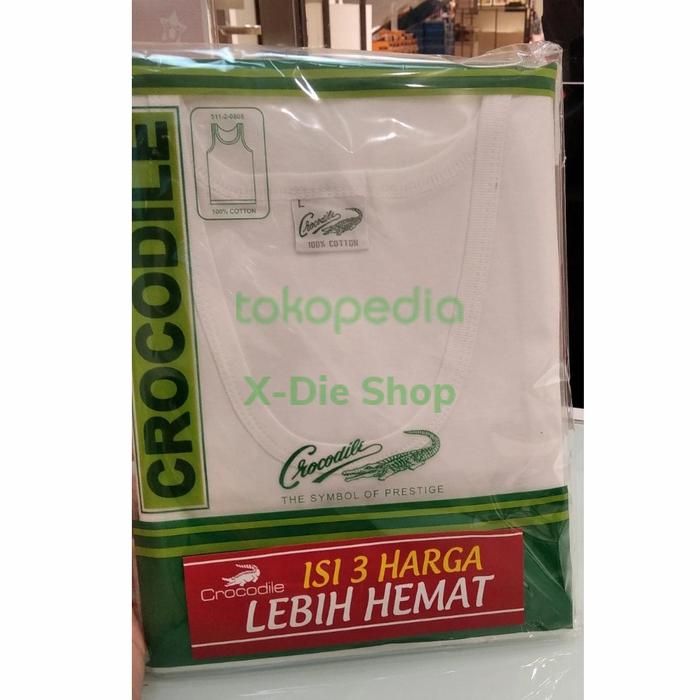 CROCODILE
511-2-0808
100% COTTON
L
Crocodile
100% COTTON
tokopedia
X-Die Shop
Crocodile
THE SYMBOL OF PRESTIGE
Crocodile
ISI 3 HARGA
LEBIH HEMAT